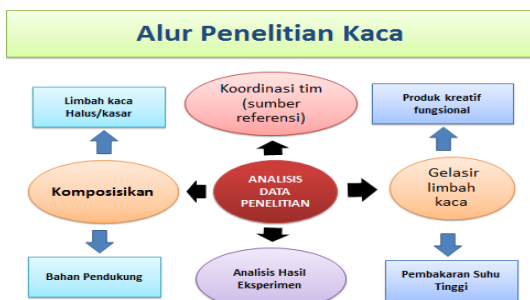 Alur Penelitian Kaca
Limbah kaca
Halus/kasar
Koordinasi tim
(sumber
referensi)
Produk kreatif
fungsional
Komposisikan
ANALISIS
DATA
PENELITIAN
Gelasir
limbah
kaca
Bahan Pendukung
Analisis Hasil
Eksperimen
Pembakaran Suhu
Tinggi